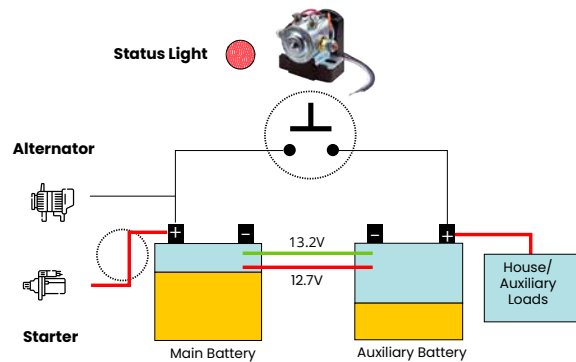 Status Light
Alternator
+
−
−
+
13.2V
12.7V
House/
Auxiliary
Loads
Starter
Main Battery
Auxiliary Battery